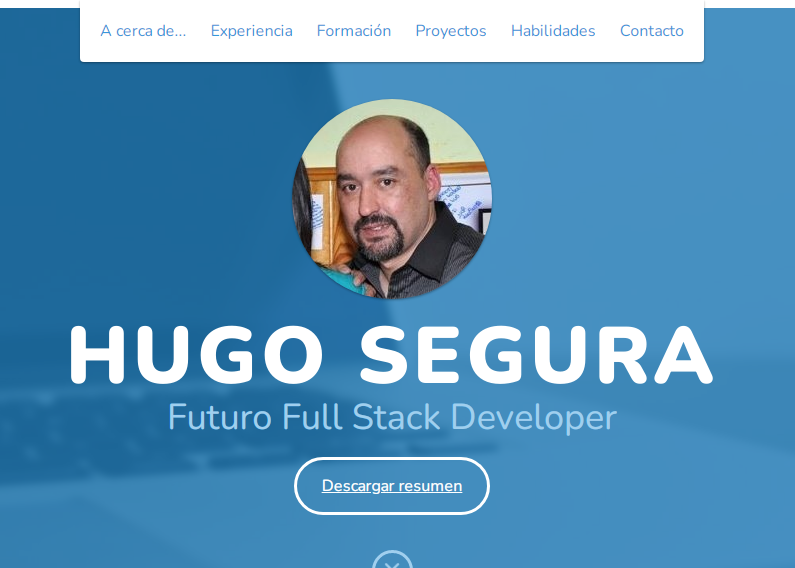 A cerca de... Experiencia Formación Proyectos Habilidades Contacto
HUGO SEGURA
Futuro Full Stack Developer
Descargar resumen